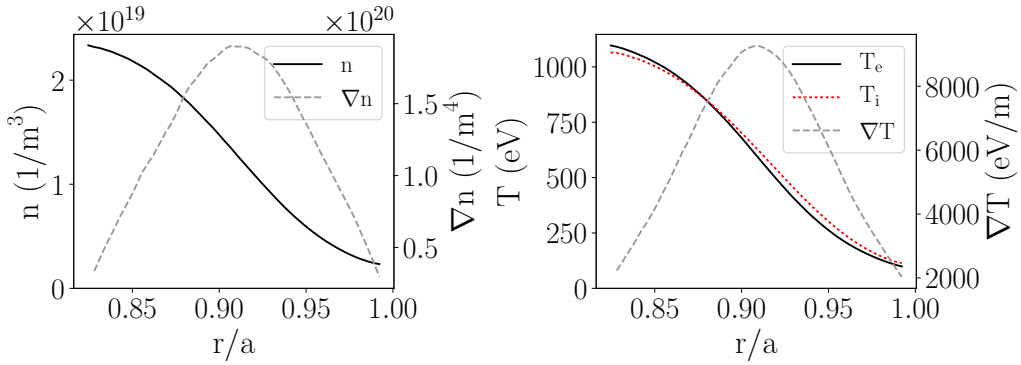 ×10^19
×10^20
n
∇n
2
1
0
1.5
1.0
0.5
n (1/m^3)
∇n (1/m^4)
0.85
0.90
0.95
1.00
r/a
T_e
T_i
∇T
1000
750
500
250
0
8000
6000
4000
2000
T (eV)
∇T (eV/m)
0.85
0.90
0.95
1.00
r/a